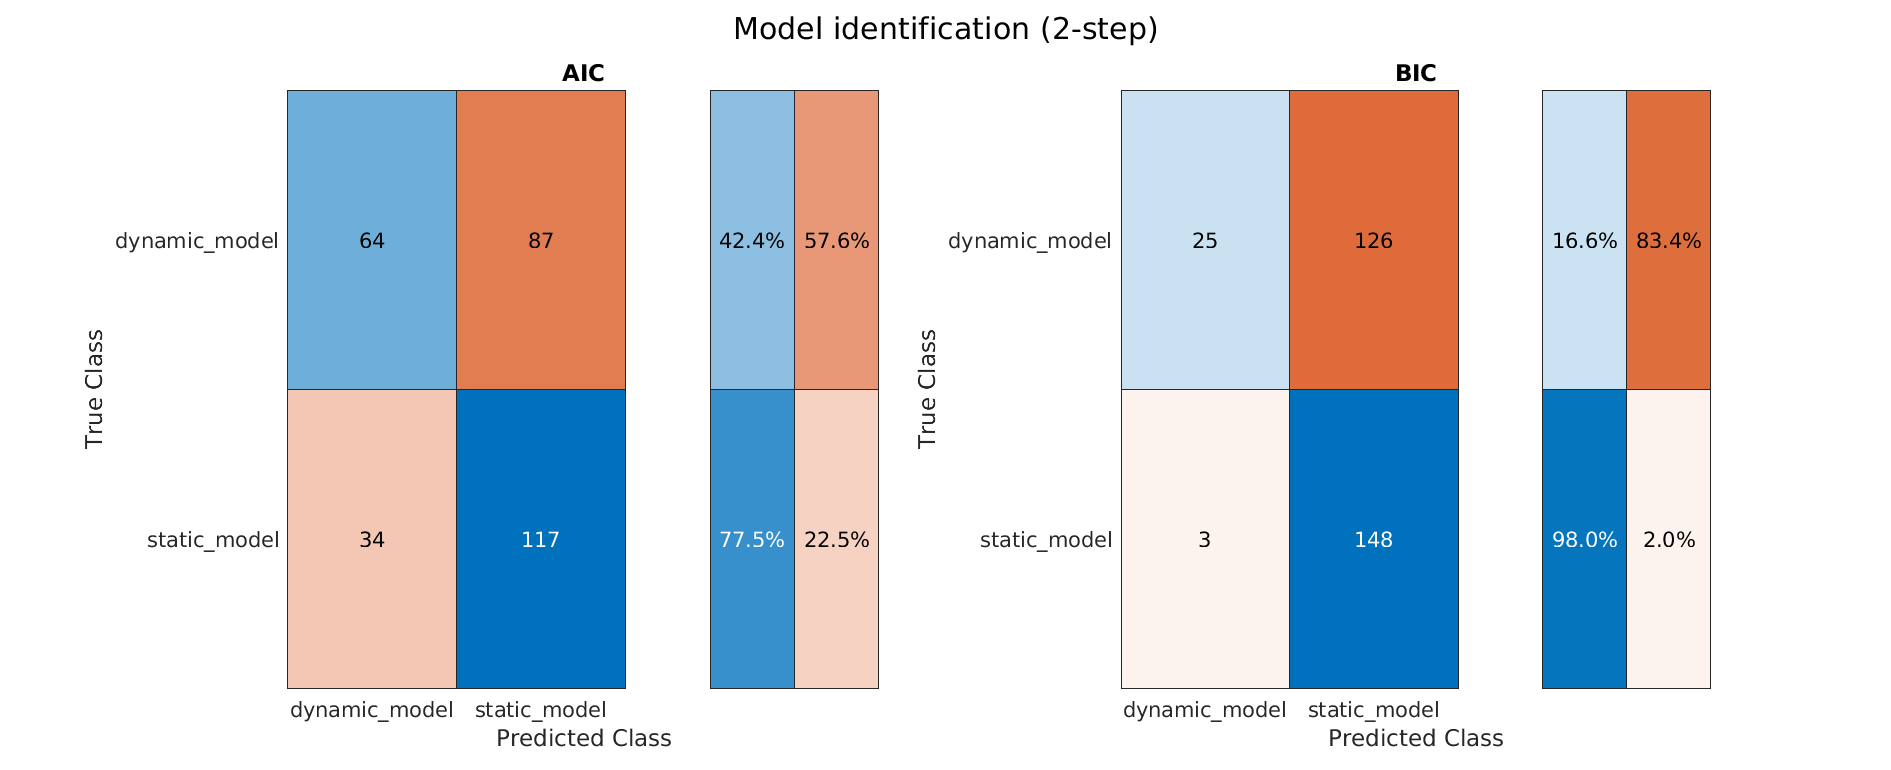 Model identification (2-step)
AIC
True Class
dynamic_model
64
87
42.4%
57.6%
static_model
34
117
77.5%
22.5%
dynamic_model
static_model
Predicted Class
BIC
True Class
dynamic_model
25
126
16.6%
83.4%
static_model
3
148
98.0%
2.0%
dynamic_model
static_model
Predicted Class